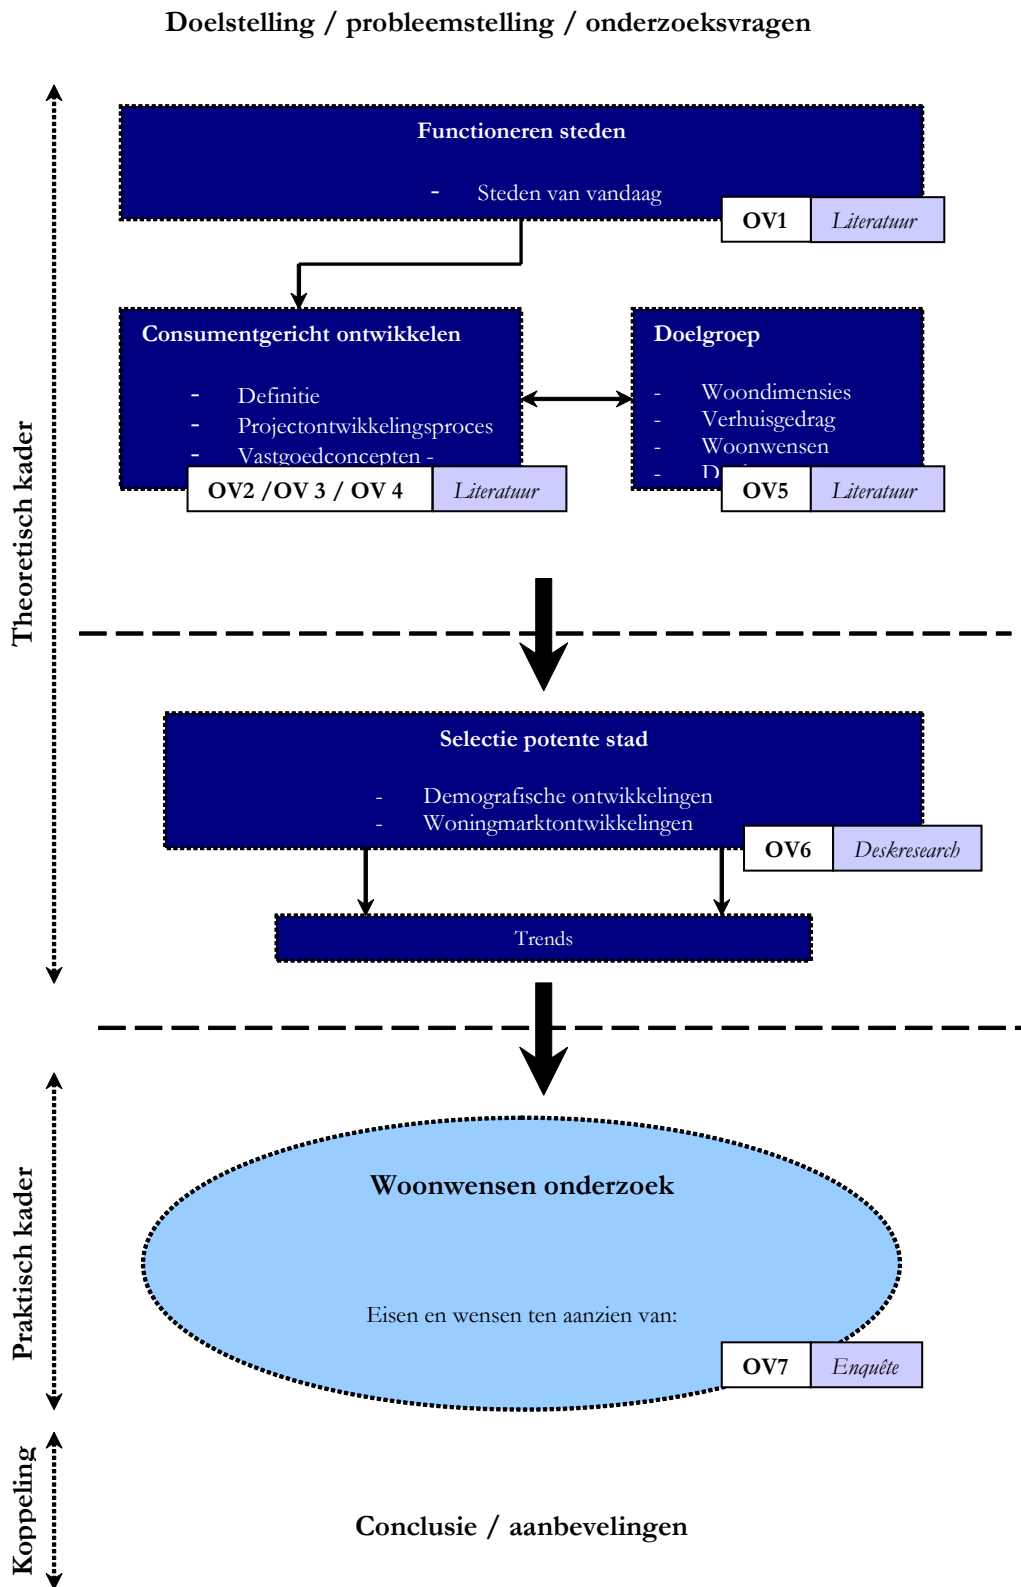 Doelstelling / probleemstelling / onderzoeksvragen
Theoretisch kader
Functioneren steden
- Steden van vandaag
OV1 Literatuur
Consumentgericht ontwikkelen
- Definitie
- Projectontwikkelingsproces
- Vastgoedconcepten -
OV2 /OV 3 / OV 4 Literatuur
Doelgroep
- Woondimensies
- Verhuisgedrag
- Woonwensen
-
OV5 Literatuur
Selectie potente stad
- Demografische ontwikkelingen
- Woningmarktontwikkelingen
OV6 Deskresearch
Trends
Praktisch kader
Woonwensen onderzoek
Eisen en wensen ten aanzien van:
OV7 Enquête
Koppeling
Conclusie / aanbevelingen